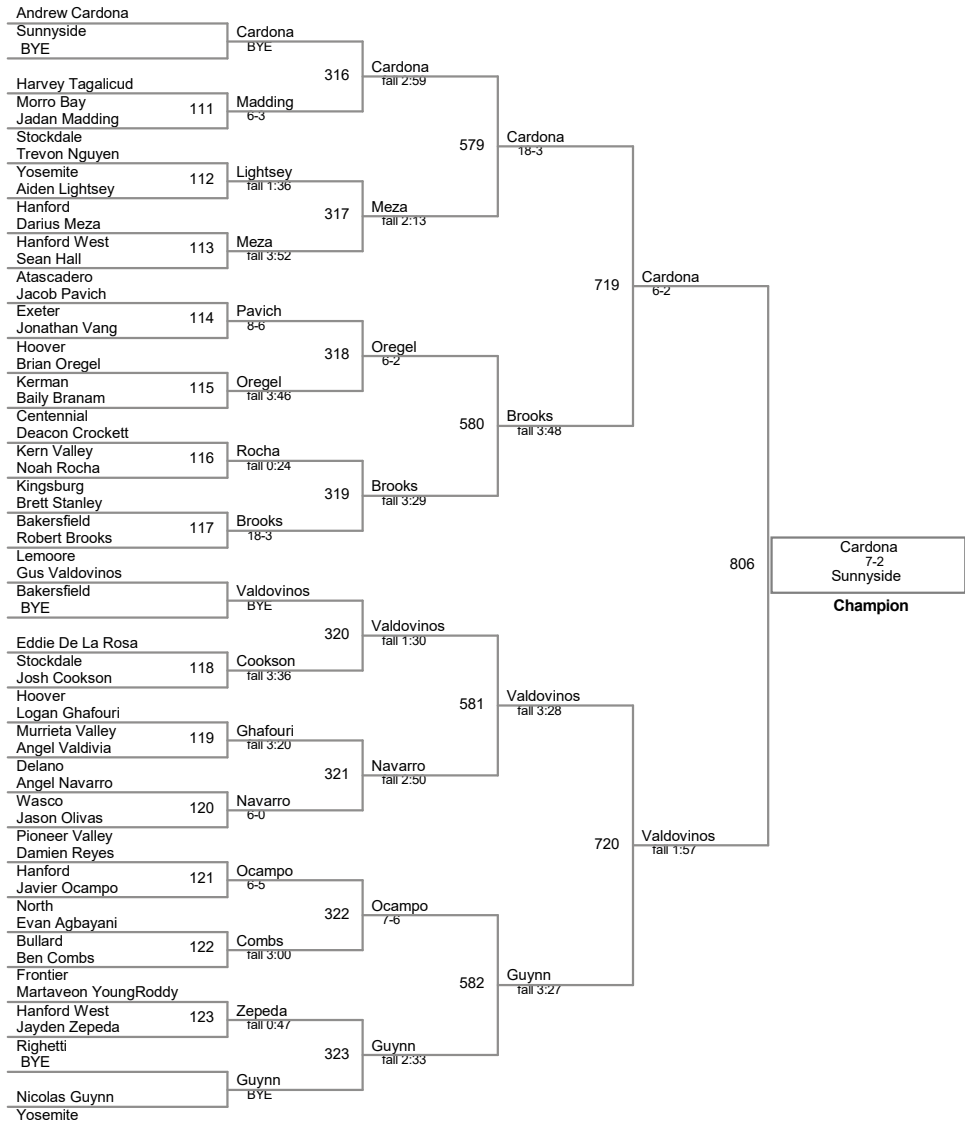 Andrew Cardona
Sunnyside
BYE
Harvey Tagalicud
Morro Bay
Jadan Madding
Stockdale
Trevon Nguyen
Yosemite
Aiden Lightsey
Hanford
Darius Meza
Hanford West
Sean Hall
Atascadero
Jacob Pavich
Exeter
Jonathan Vang
Hoover
Brian Oregel
Kerman
Baily Branam
Centennial
Deacon Crockett
Kern Valley
Noah Rocha
Kingsburg
Brett Stanley
Bakersfield
Robert Brooks
Lemoore
Gus Valdovinos
Bakersfield
BYE
Eddie De La Rosa
Stockdale
Josh Cookson
Hoover
Logan Ghafouri
Murrieta Valley
Angel Valdivia
Delano
Angel Navarro
Wasco
Jason Olivas
Pioneer Valley
Damien Reyes
Hanford
Javier Ocampo
North
Evan Agbayani
Bullard
Ben Combs
Frontier
Martaveon YoungRoddy
Hanford West
Jayden Zepeda
Righetti
BYE
Nicolas Guynn
Yosemite
111
112
113
114
115
116
117
118
119
120
121
122
123
Cardona
BYE
Madding
6-3
Lightsey
fall 1:36
Meza
fall 3:52
Pavich
8-6
Oregel
fall 3:46
Rocha
fall 0:24
Brooks
18-3
Valdovinos
BYE
Cookson
fall 3:36
Ghafouri
fall 3:20
Navarro
6-0
Ocampo
6-5
Combs
fall 3:00
Zepeda
fall 0:47
Guynn
BYE
316
317
318
319
320
321
322
323
Cardona
fall 2:59
Meza
fall 2:13
Oregel
6-2
Brooks
fall 3:29
Valdovinos
fall 1:30
Navarro
fall 2:50
Ocampo
7-6
Guynn
fall 2:33
579
580
581
582
Cardona
18-3
Brooks
fall 3:48
Valdovinos
fall 3:28
Guynn
fall 3:27
719
720
Cardona
6-2
Valdovinos
fall 1:57
806
Cardona
7-2
Sunnyside
Champion